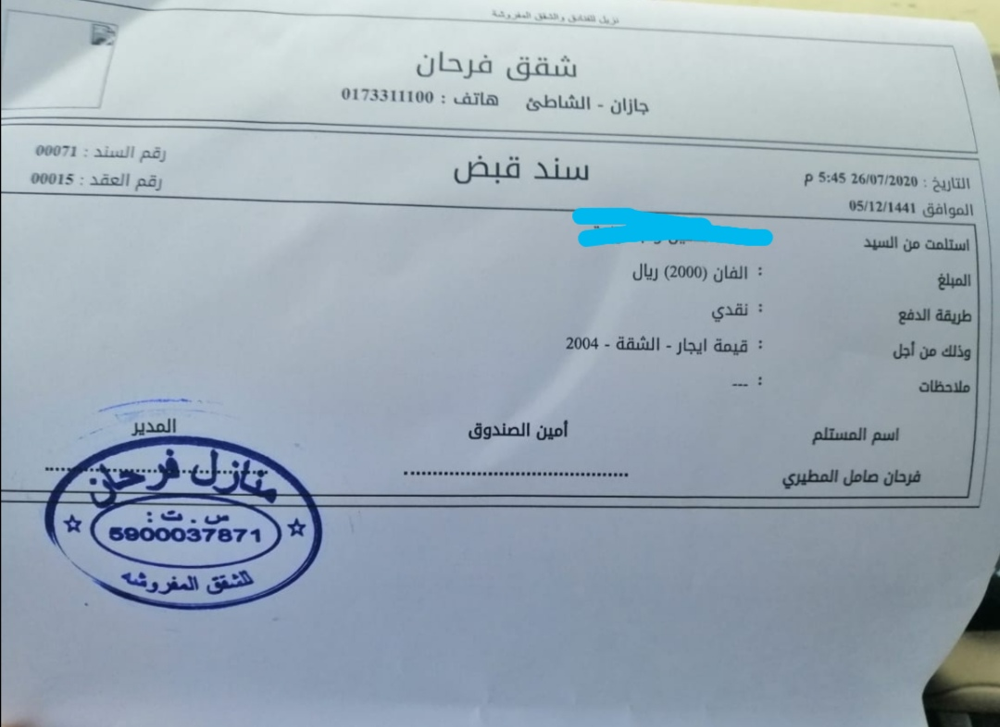 نزيل للفنادق والشقق المفروشة
شقق فرحان
جازان - الشاطئ هاتف : 0173311100
التاريخ : 26/07/2020 5:45 م
الموافق 05/12/1441
سند قبض
رقم السند : 00071
رقم العقد : 00015
استلمت من السيد
المبلغ : الفان (2000) ريال
طريقة الدفع : نقدي
وذلك من أجل : قيمة ايجار - الشقة - 2004
ملاحظات : ---
اسم المستلم أمين الصندوق المدير
فرحان صامل المطيري
منازل فرحان
س . ت :
5900037871
للشقق المفروشه